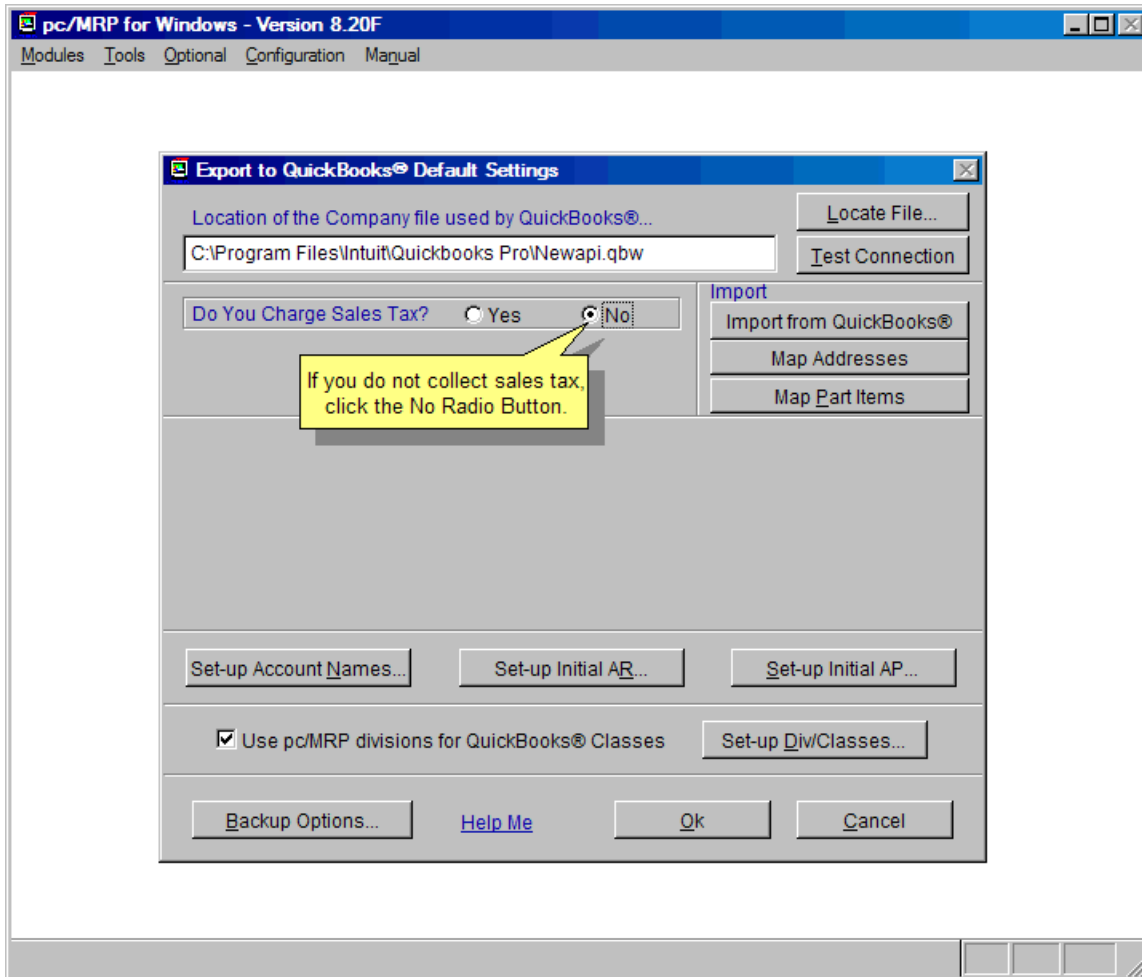 pc/MRP for Windows - Version 8.20F
Modules Tools Optional Configuration Manual
Export to QuickBooks® Default Settings
Location of the Company file used by QuickBooks®...
Locate File...
C:\Program Files\Intuit\Quickbooks Pro\Newapi.qbw
Test Connection
Do You Charge Sales Tax? Yes No
Import
Import from QuickBooks®
Map Addresses
Map Part Items
If you do not collect sales tax,
click the No Radio Button.
Set-up Account Names... Set-up Initial AR... Set-up Initial AP...
Use pc/MRP divisions for QuickBooks® Classes Set-up Div/Classes...
Backup Options... Help Me Ok Cancel